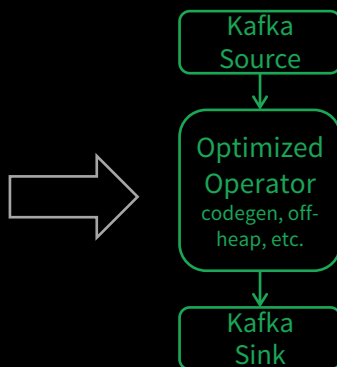 Kafka
Source
Optimized
Operator
codegen, off-
heap, etc.
Kafka
Sink